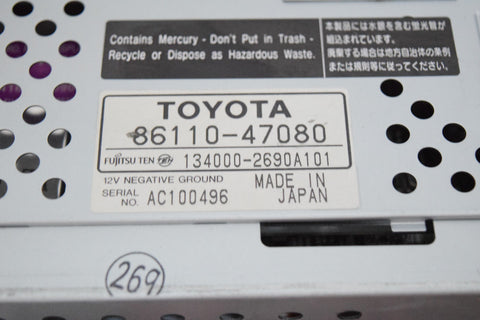 Contains Mercury - Don't Put in Trash -
Recycle or Dispose as Hazardous Waste.
本製品には水銀を含む蛍光管が
組込まれています。
廃棄する場合は地方自治体の条例
または規則等に従ってください。
TOYOTA
86110-47080
FUJITSU TEN 134000-2690A101
12V NEGATIVE GROUND
SERIAL NO. AC100496
MADE IN JAPAN
269